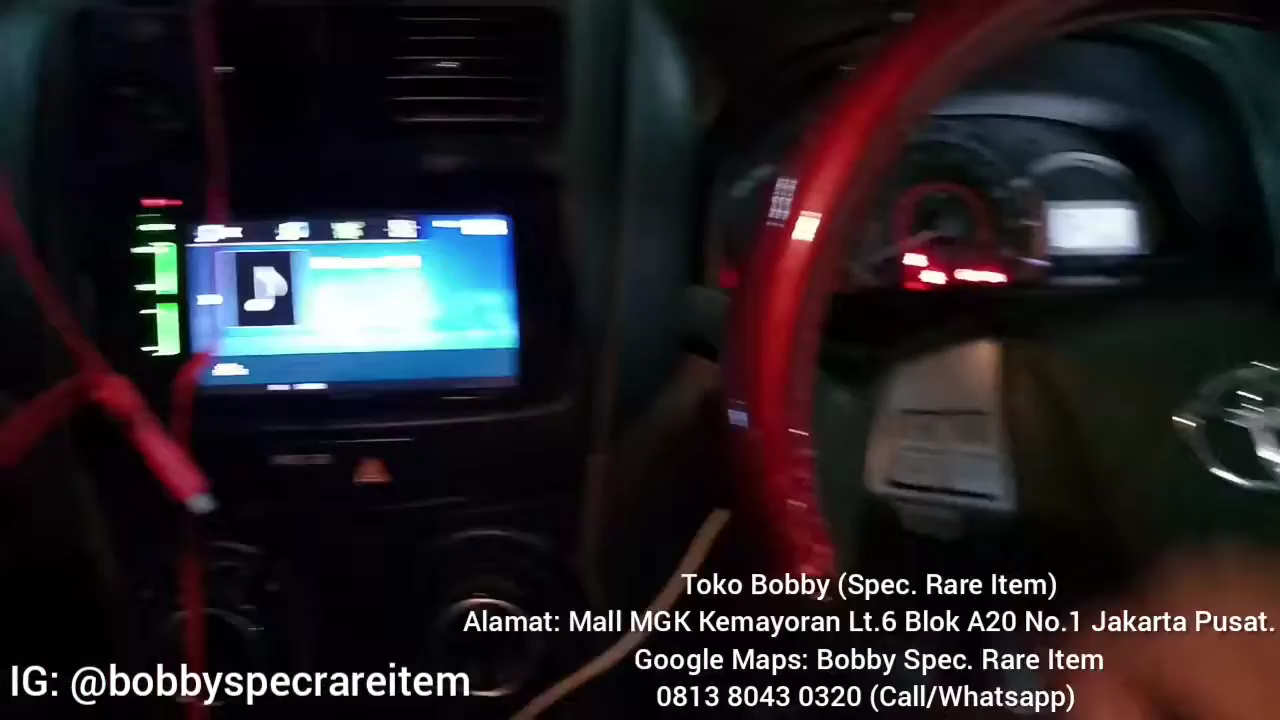 Toko Bobby (Spec. Rare Item)
Alamat: Mall MGK Kemayoran Lt.6 Blok A20 No.1 Jakarta Pusat.
Google Maps: Bobby Spec. Rare Item
0813 8043 0320 (Call/Whatsapp)
IG: @bobbyspecrareitem